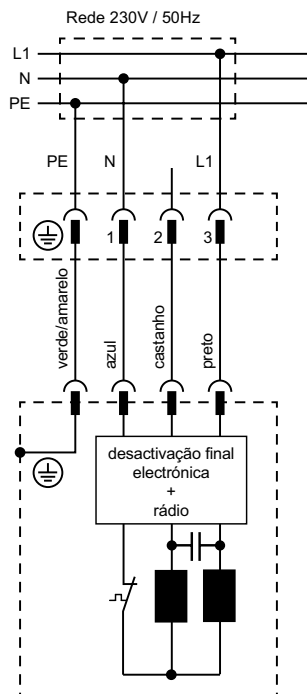 Rede 230V / 50Hz
L1
N
PE
PE N L1
1 2 3
verde/amarelo
azul
castanho
preto
desactivação final
electrónica
+
rádio